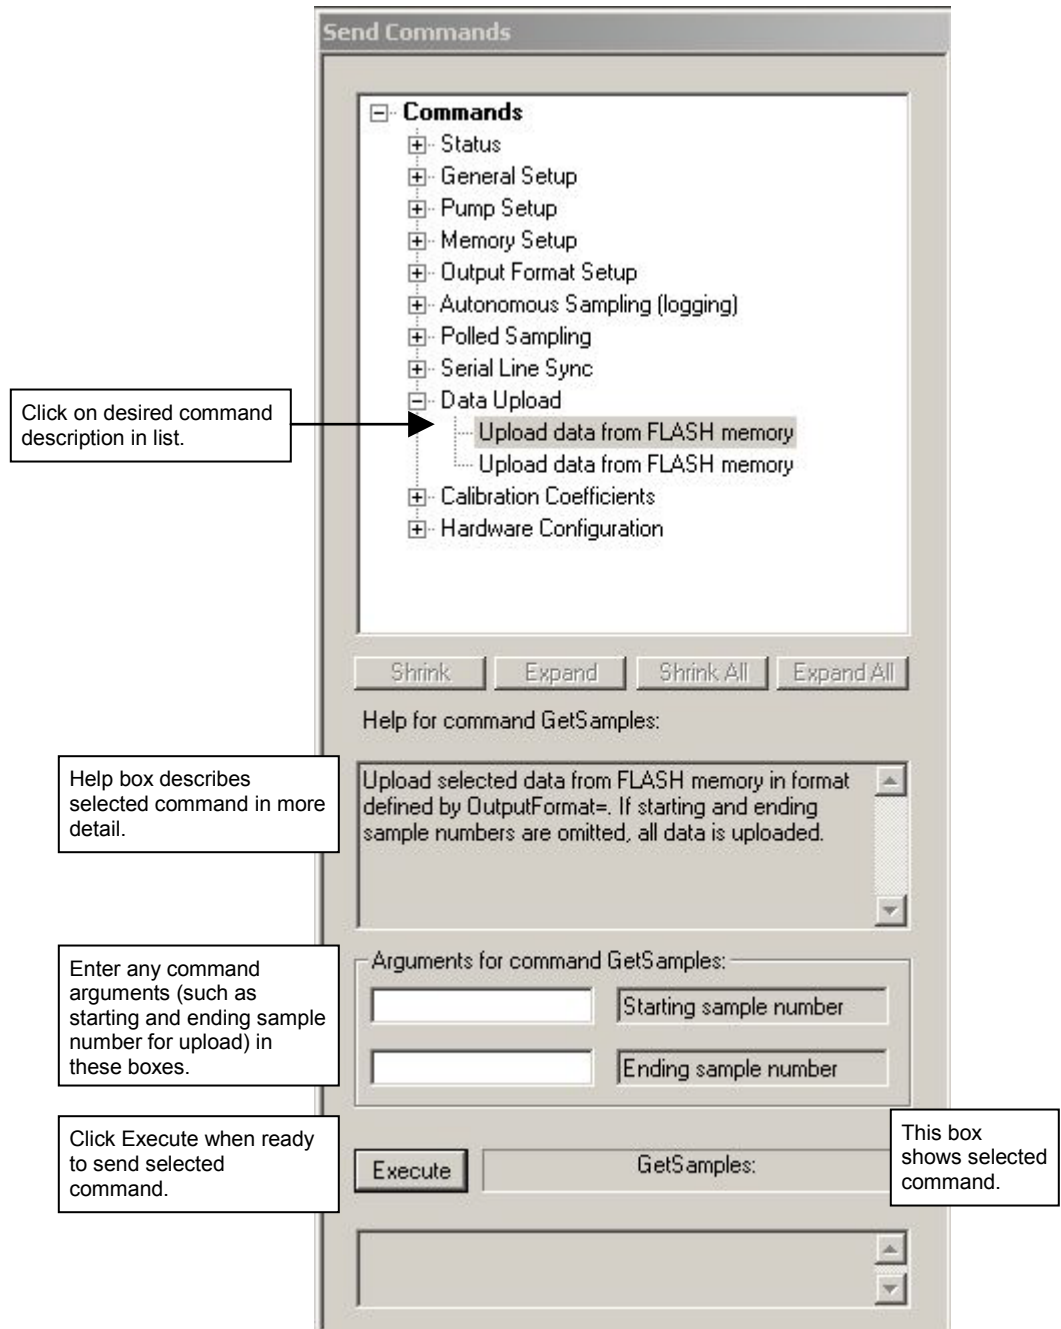 Send Commands
Commands
Status
General Setup
Pump Setup
Memory Setup
Output Format Setup
Autonomous Sampling (logging)
Polled Sampling
Serial Line Sync
Data Upload
Upload data from FLASH memory
Upload data from FLASH memory
Calibration Coefficients
Hardware Configuration
Click on desired command
description in list.
Shrink
Expand
Shrink All
Expand All
Help for command GetSamples:
Help box describes
selected command in more
detail.
Upload selected data from FLASH memory in format
defined by OutputFormat=. If starting and ending
sample numbers are omitted, all data is uploaded.
Enter any command
arguments (such as
starting and ending sample
number for upload) in
these boxes.
Arguments for command GetSamples:
Starting sample number
Ending sample number
Click Execute when ready
to send selected
command.
Execute
GetSamples:
This box
shows selected
command.